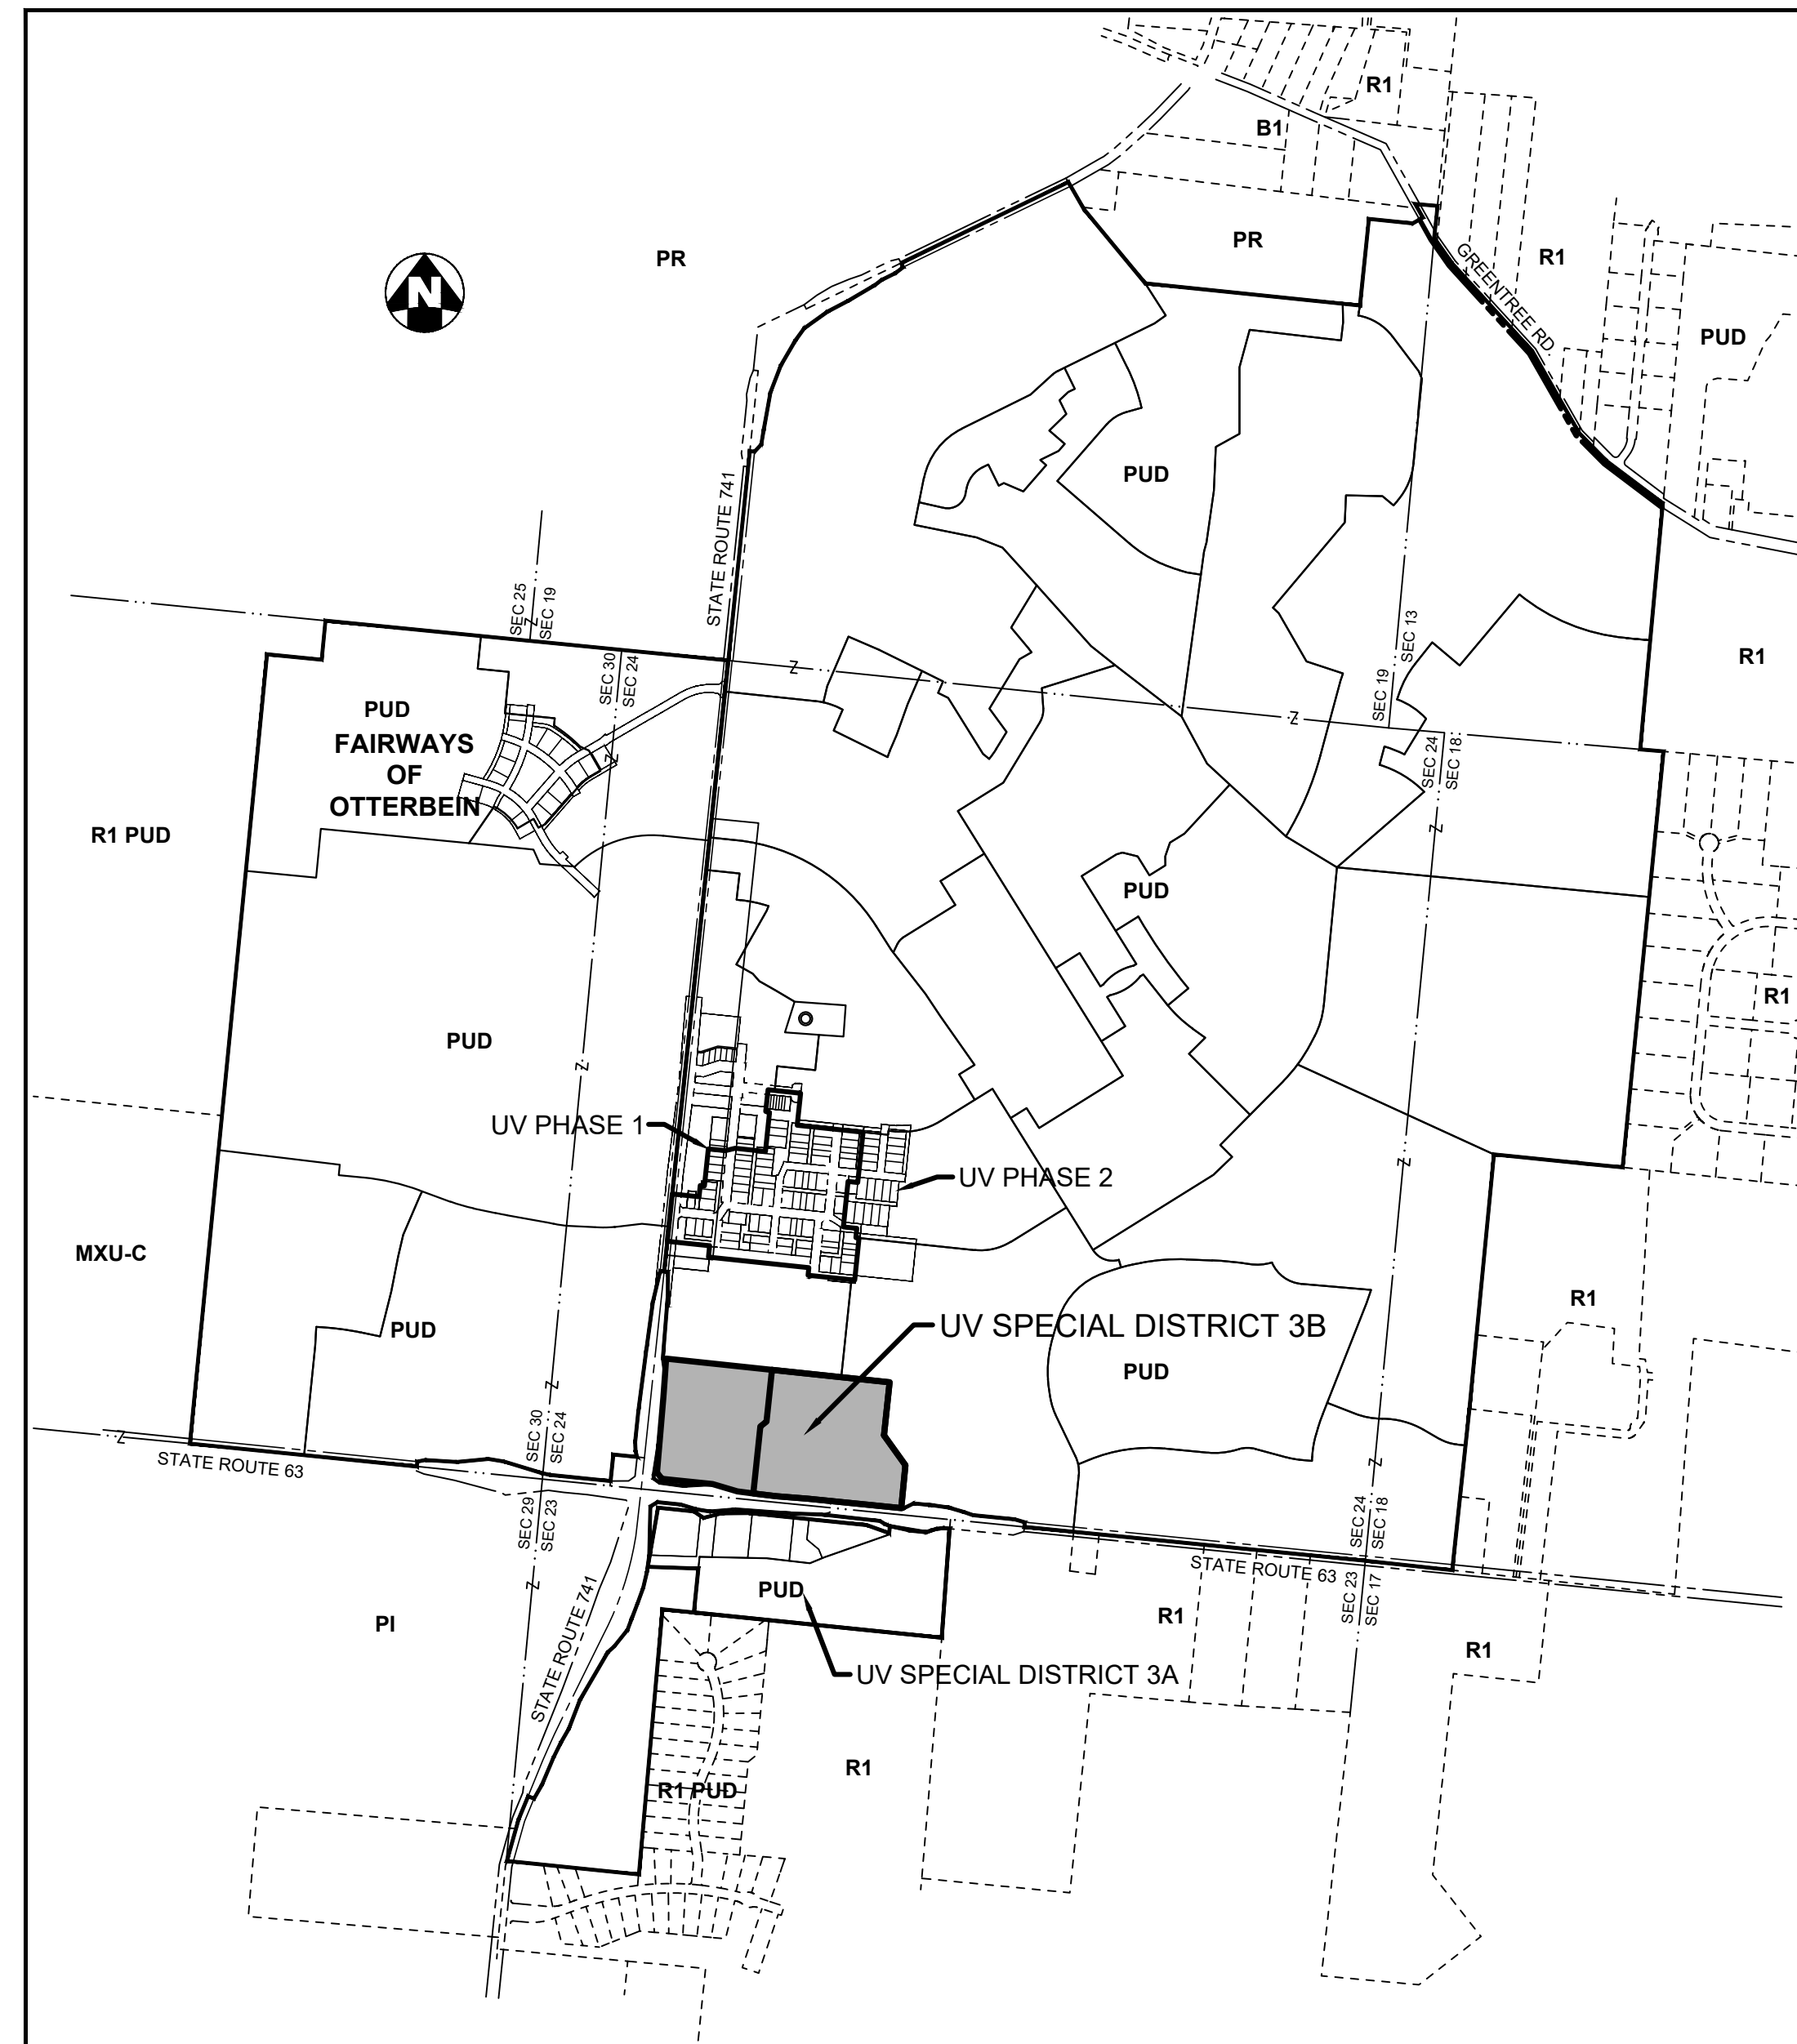 R1
B1
PR
PR
N
R1
GREENTREE RD.
PUD
PUD
STATE ROUTE 741
SEC 25
SEC 19
SEC 30
SEC 24
SEC 19
SEC 13
R1
PUD
FAIRWAYS
OF
OTTERBEIN
SEC 24
SEC 18
R1 PUD
PUD
R1
PUD
UV PHASE 1
UV PHASE 2
MXU-C
R1
UV SPECIAL DISTRICT 3B
PUD
PUD
SEC 30
SEC 24
STATE ROUTE 63
SEC 29
SEC 23
SEC 24
SEC 18
STATE ROUTE 63
SEC 23
SEC 17
PUD
PI
STATE ROUTE 741
R1
R1
UV SPECIAL DISTRICT 3A
R1
R1 PUD